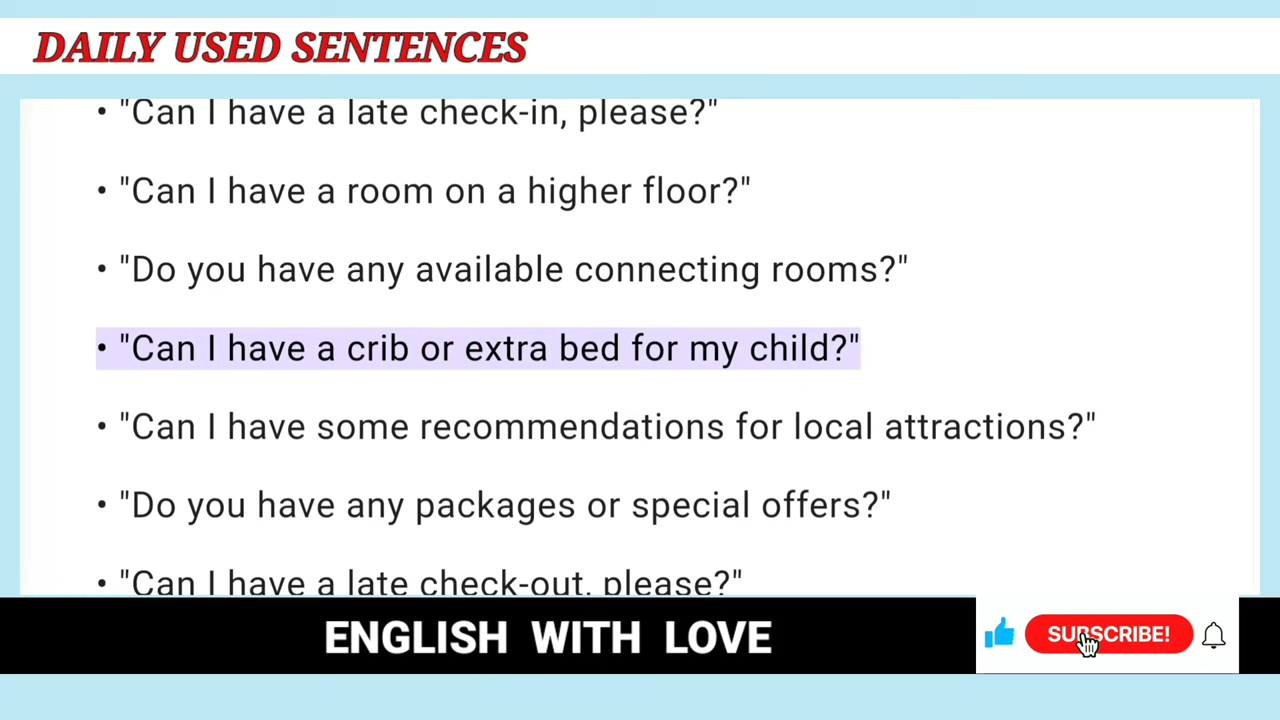 DAILY USED SENTENCES
• "Can I have a late check-in, please?"
• "Can I have a room on a higher floor?"
• "Do you have any available connecting rooms?"
• "Can I have a crib or extra bed for my child?"
• "Can I have some recommendations for local attractions?"
• "Do you have any packages or special offers?"
• "Can I have a late check-out, please?"
ENGLISH WITH LOVE
SUBSCRIBE!